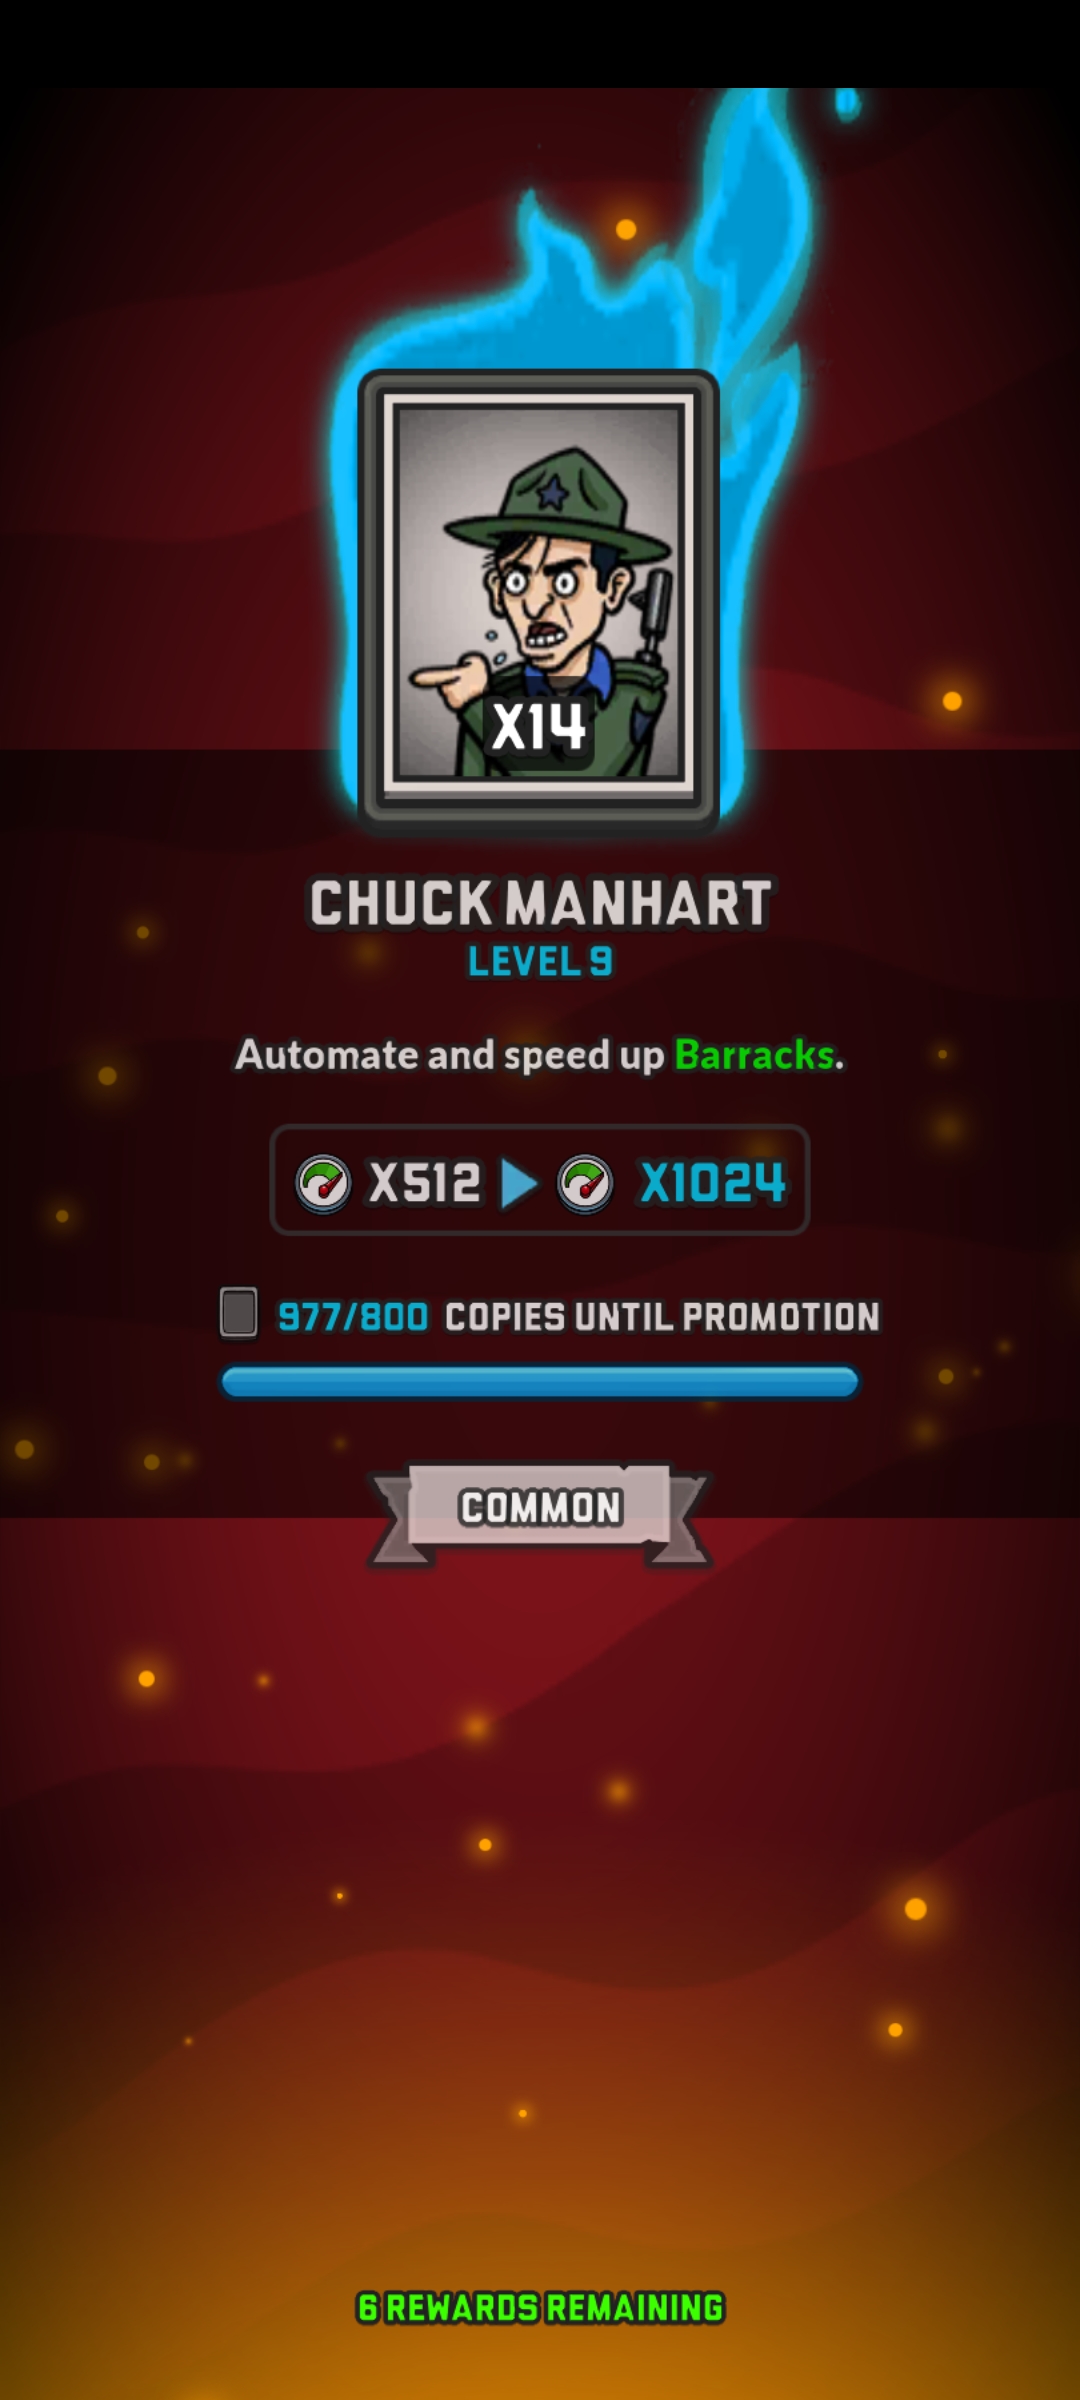 X14
CHUCK MANHART
LEVEL 9
Automate and speed up Barracks.
X512 X1024
977/800 COPIES UNTIL PROMOTION
COMMON
6 REWARDS REMAINING